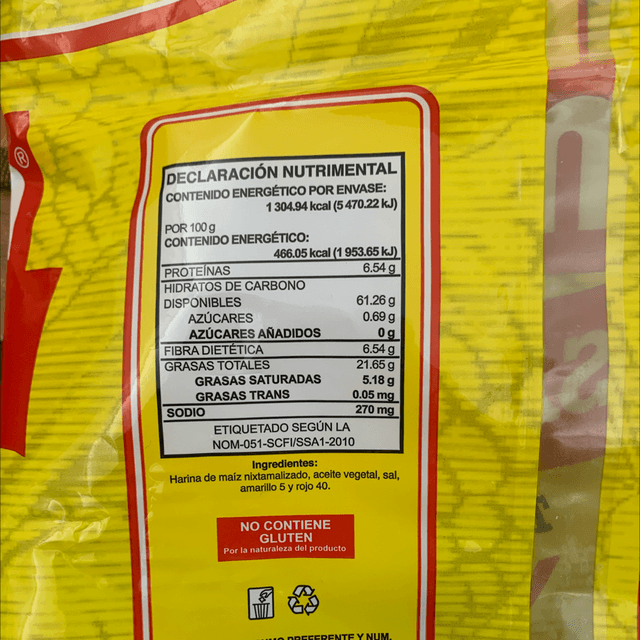 ®
DECLARACIÓN NUTRIMENTAL
CONTENIDO ENERGÉTICO POR ENVASE:
1 304.94 kcal (5 470.22 kJ)
POR 100 g
CONTENIDO ENERGÉTICO:
466.05 kcal (1 953.65 kJ)
PROTEÍNAS 6.54 g
HIDRATOS DE CARBONO
DISPONIBLES 61.26 g
AZÚCARES 0.69 g
AZÚCARES AÑADIDOS 0 g
FIBRA DIETÉTICA 6.54 g
GRASAS TOTALES 21.65 g
GRASAS SATURADAS 5.18 g
GRASAS TRANS 0.05 mg
SODIO 270 mg
ETIQUETADO SEGÚN LA
NOM-051-SCFI/SSA1-2010
Ingredientes:
Harina de maíz nixtamalizado, aceite vegetal, sal,
amarillo 5 y rojo 40.
NO CONTIENE
GLUTEN
Por la naturaleza del producto
PREFERENTE Y NUM.